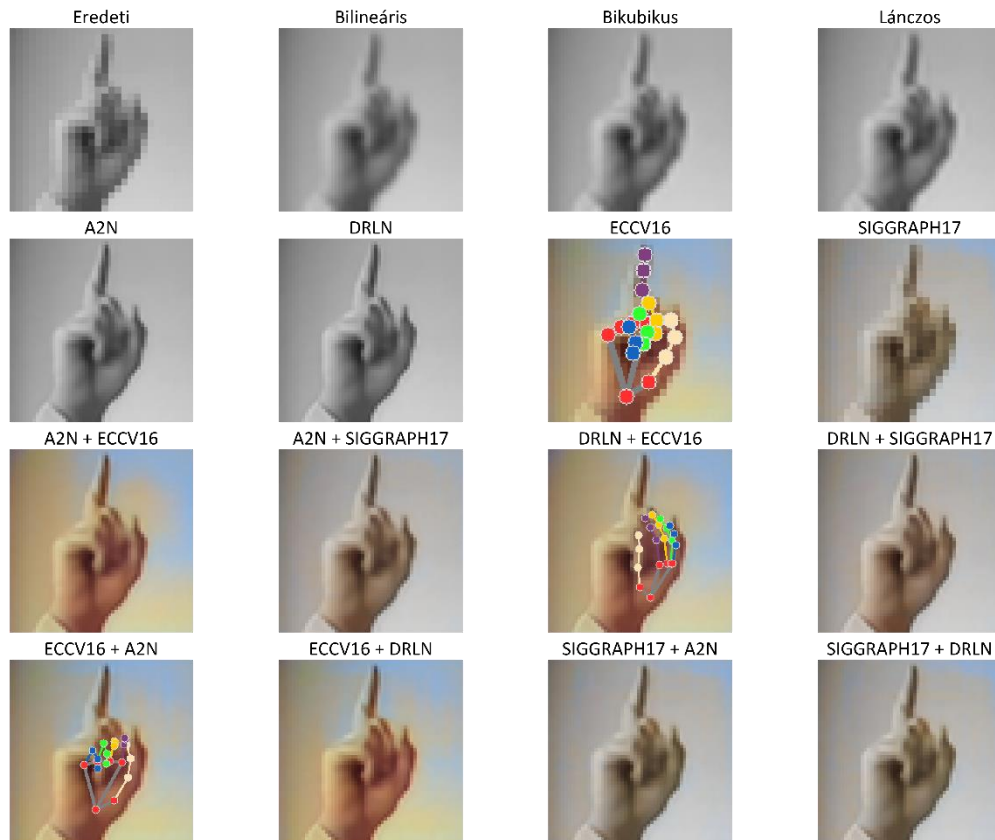 Eredeti
Bilineáris
Bikubikus
Lánczos
A2N
DRLN
ECCV16
SIGGRAPH17
A2N + ECCV16
A2N + SIGGRAPH17
DRLN + ECCV16
DRLN + SIGGRAPH17
ECCV16 + A2N
ECCV16 + DRLN
SIGGRAPH17 + A2N
SIGGRAPH17 + DRLN